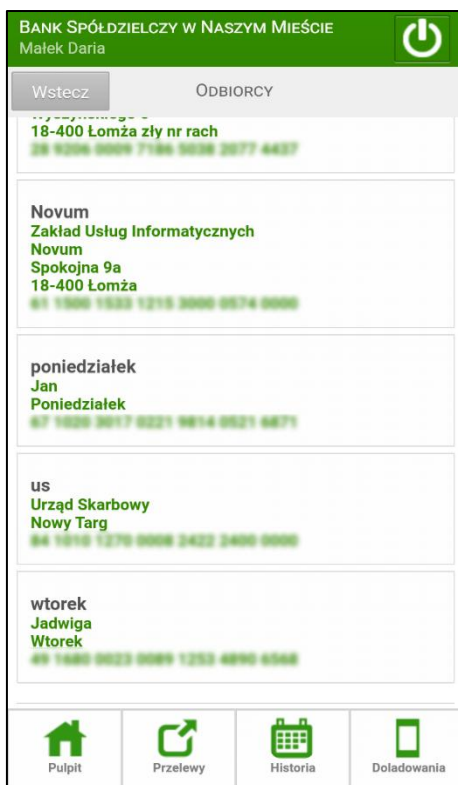 Bank Spółdzielczy w Naszym Mieście
Małek Daria
Wstecz
Odbiorcy
18-400 Łomża zły nr rach
Novum
Zakład Usług Informatycznych
Novum
Spokojna 9a
18-400 Łomża
poniedziałek
Jan
Poniedziałek
us
Urząd Skarbowy
Nowy Targ
wtorek
Jadwiga
Wtorek
Pulpit
Przelewy
Historia
Doladowania